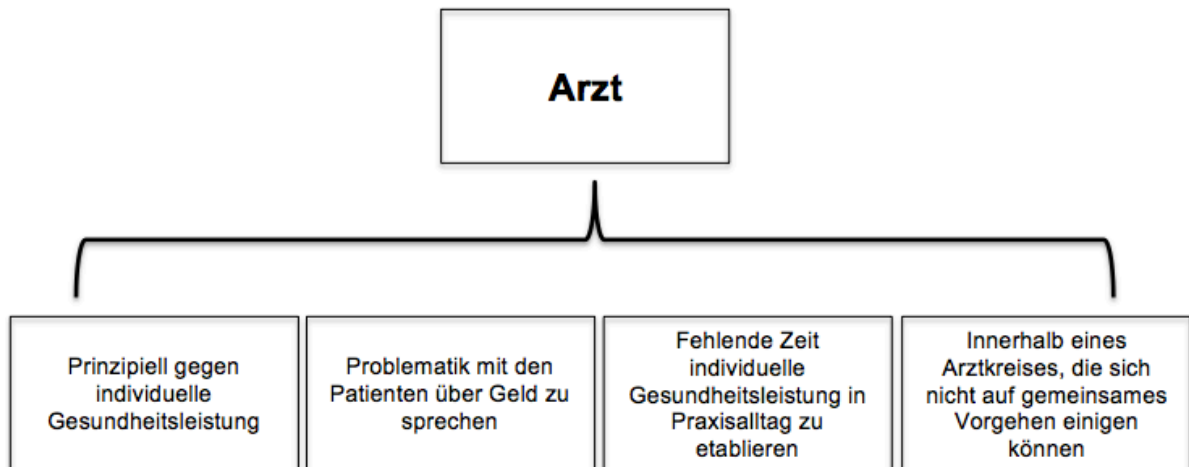 Arzt
Prinzipiell gegen
individuelle
Gesundheitsleistung
Problematik mit den
Patienten über Geld zu
sprechen
Fehlende Zeit
individuelle
Gesundheitsleistung in
Praxisalltag zu
etablieren
Innerhalb eines
Arztkreises, die sich
nicht auf gemeinsames
Vorgehen einigen
können